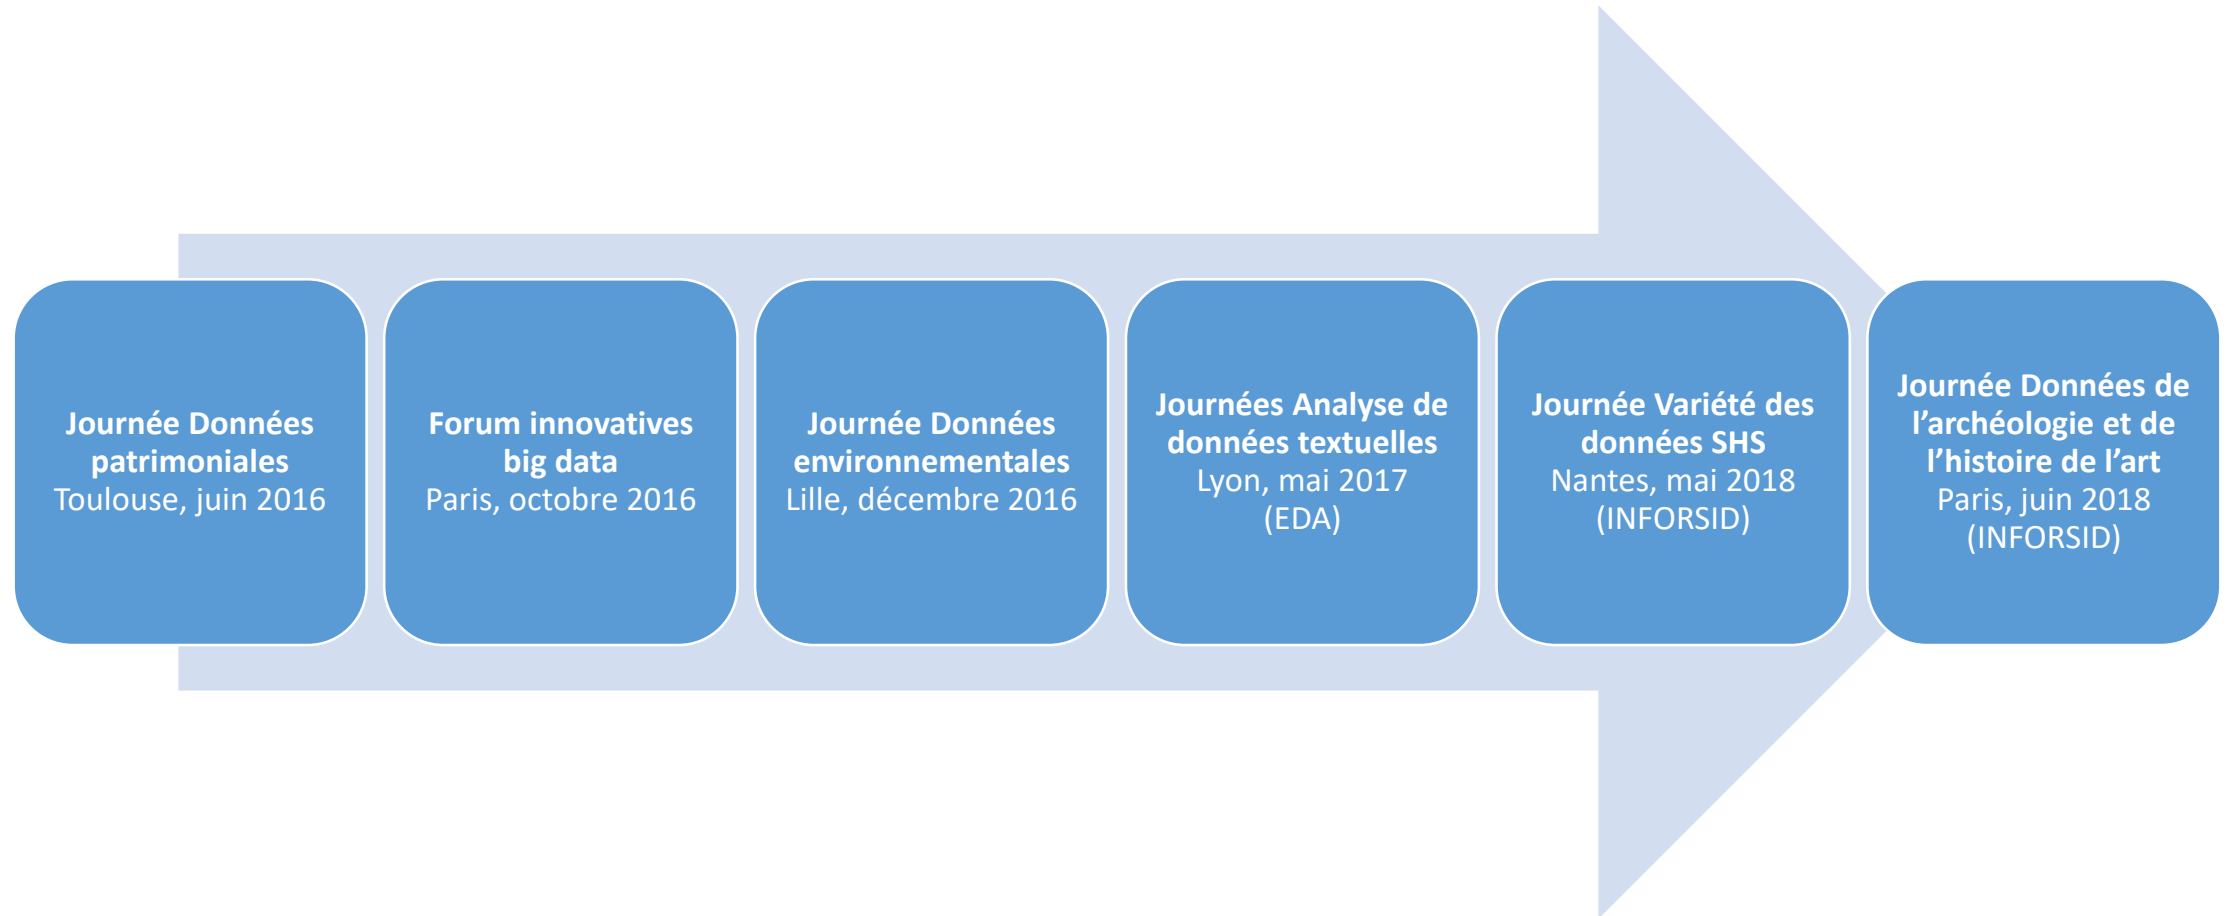 Journée Données
patrimoniales
Toulouse, juin 2016
Forum innovatives
big data
Paris, octobre 2016
Journée Données
environnementales
Lille, décembre 2016
Journées Analyse de
données textuelles
Lyon, mai 2017
(EDA)
Journée Variété des
données SHS
Nantes, mai 2018
(INFORSID)
Journée Données de
l’archéologie et de
l’histoire de l’art
Paris, juin 2018
(INFORSID)